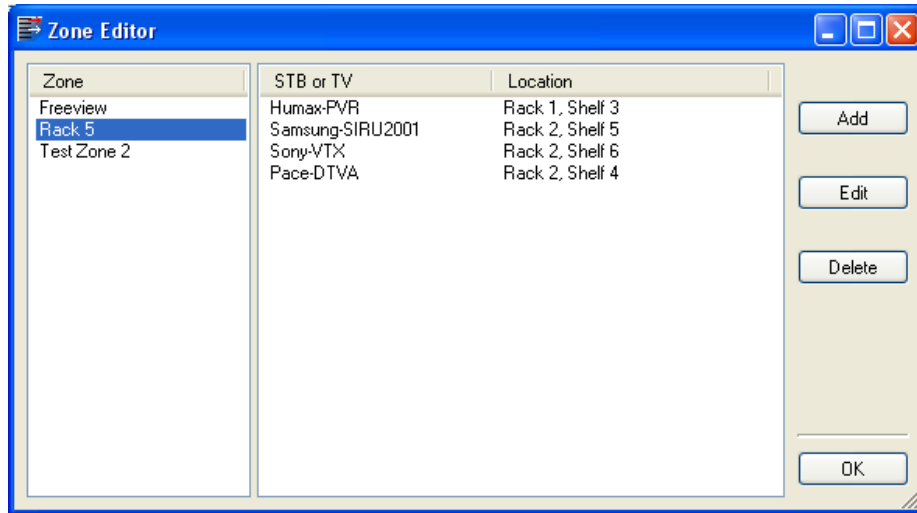 Zone Editor
Zone
STB or TV Location
Freeview
Rack 5
Test Zone 2
Humax-PVR Rack 1, Shelf 3
Samsung-SIRU2001 Rack 2, Shelf 5
Sony-VTX Rack 2, Shelf 6
Pace-DTVA Rack 2, Shelf 4
Add
Edit
Delete
OK